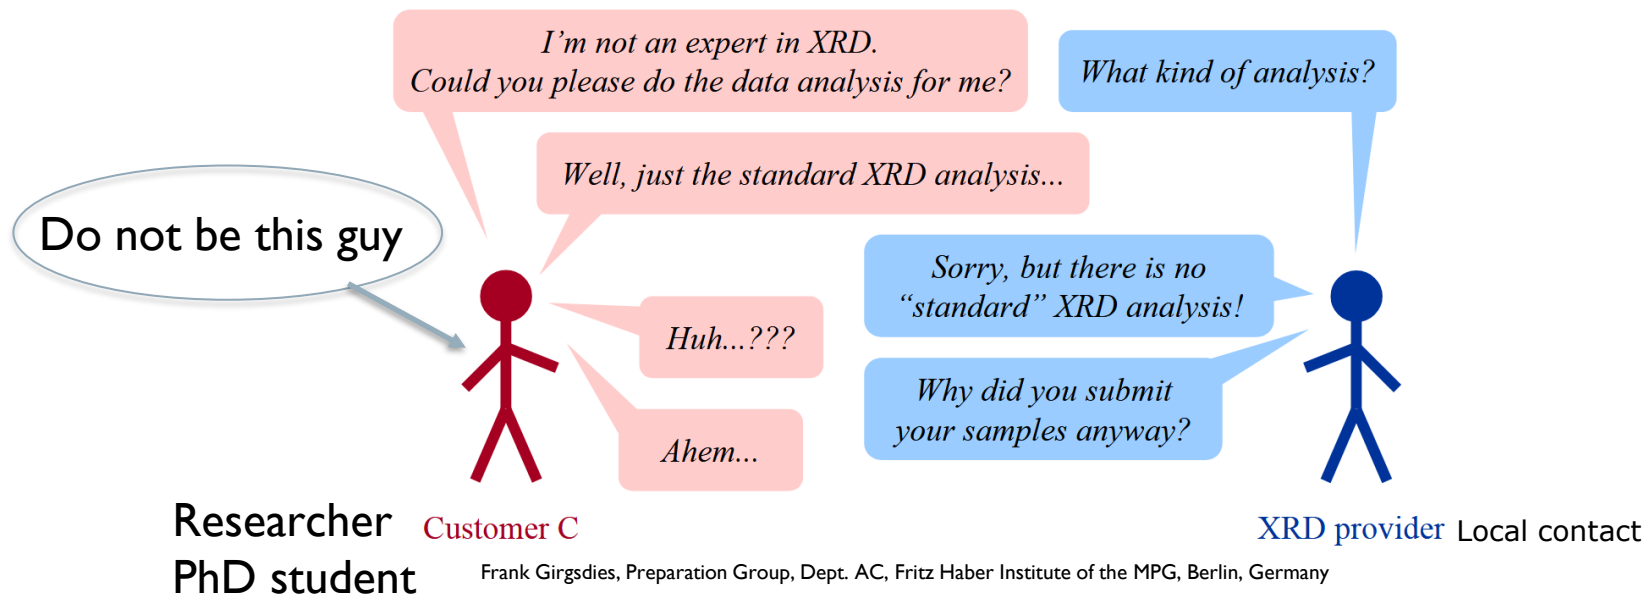 I'm not an expert in XRD.
Could you please do the data analysis for me?
What kind of analysis?
Well, just the standard XRD analysis...
Do not be this guy
Sorry, but there is no
“standard” XRD analysis!
Huh...???
Why did you submit
your samples anyway?
Ahem...
Researcher
PhD student
Customer C
XRD provider
Local contact
Frank Girgsdies, Preparation Group, Dept. AC, Fritz Haber Institute of the MPG, Berlin, Germany